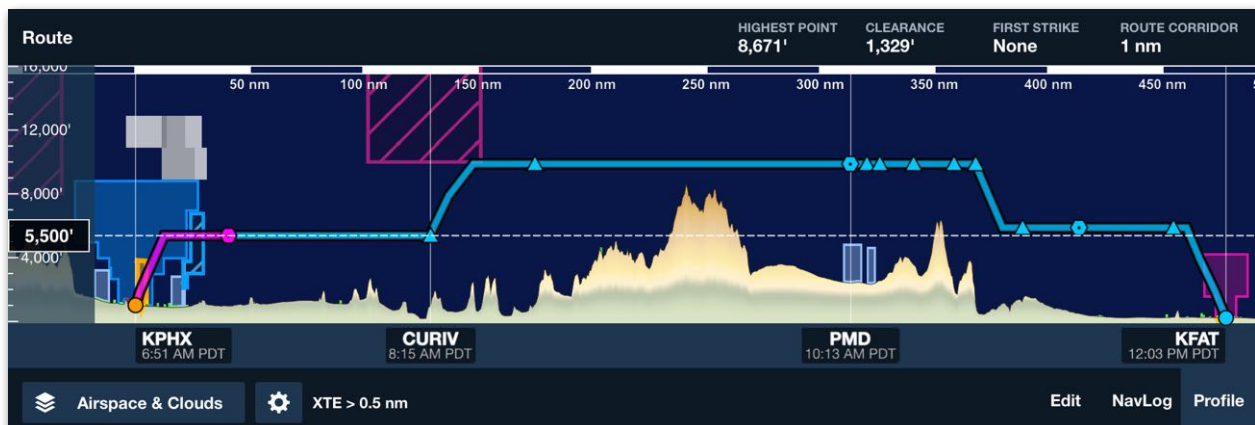 Route
HIGHEST POINT
8,671'
CLEARANCE
1,329'
FIRST STRIKE
None
ROUTE CORRIDOR
1 nm
16,000'
50 nm
100 nm
150 nm
200 nm
250 nm
300 nm
350 nm
400 nm
450 nm
12,000'
8,000'
5,500'
4,000'
KPHX
6:51 AM PDT
CURIV
8:15 AM PDT
PMD
10:13 AM PDT
KFAT
12:03 PM PDT
Airspace & Clouds
XTE > 0.5 nm
Edit
NavLog
Profile